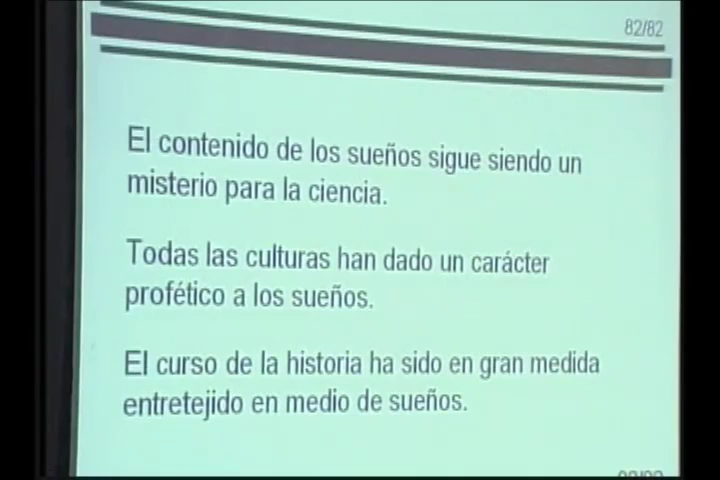 82/82
El contenido de los sueños sigue siendo un
misterio para la ciencia.
Todas las culturas han dado un carácter
profético a los sueños.
El curso de la historia ha sido en gran medida
entretejido en medio de sueños.